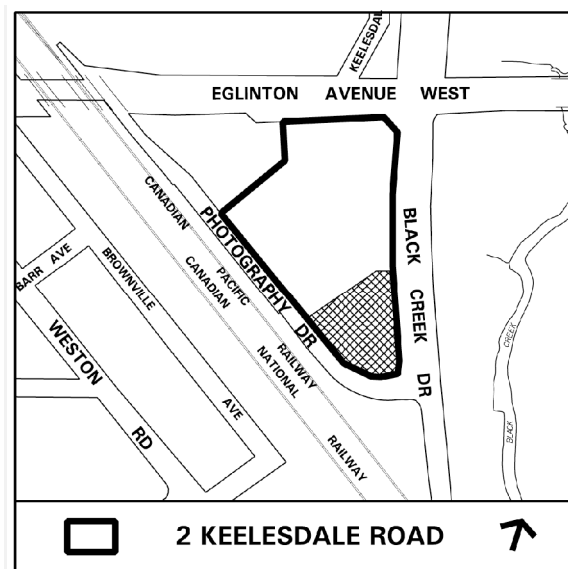 KEELESDALE
EGLINTON AVENUE WEST
CANADIAN PACIFIC RAILWAY
PHOTOGRAPHY DR
CANADIAN NATIONAL RAILWAY
BLACK CREEK DR
BARR AVE
BROWNVILLE AVE
WESTON RD
BLACK CREEK
2 KEELESDALE ROAD